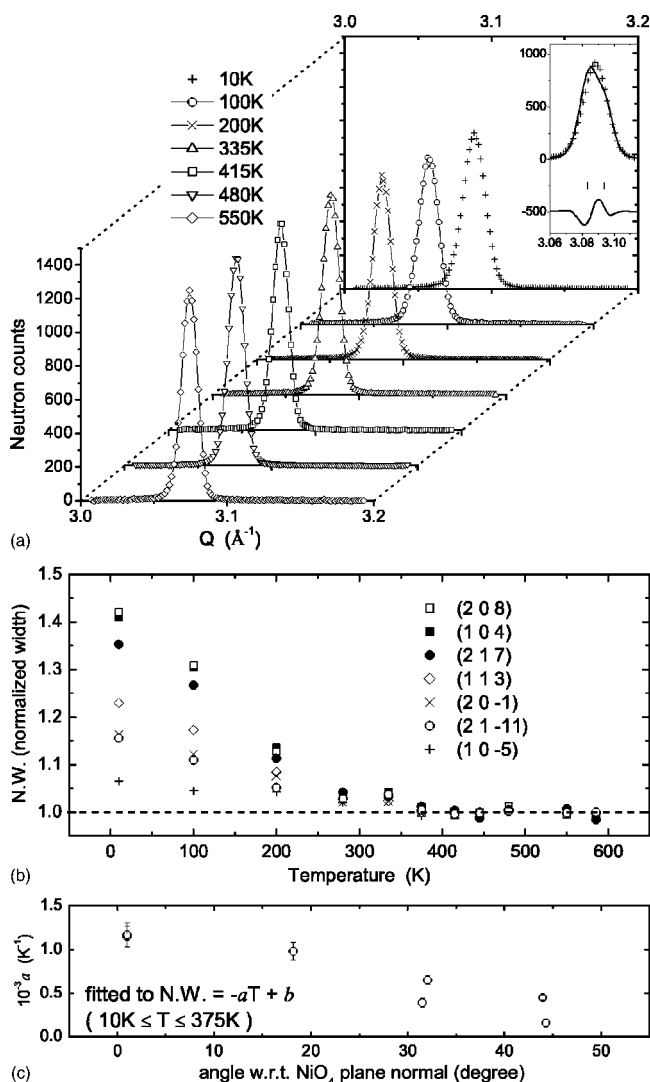 3.0 3.1 3.2
10K
100K
200K
335K
415K
480K
550K
1000
500
0
-500
3.06 3.08 3.10
1400
1200
1000
800
600
400
200
0
Neutron counts
3.0 3.1 3.2
Q (Å⁻¹)
(a)
1.5
1.4
1.3
1.2
1.1
1.0
N.W. (normalized width)
(2 0 8)
(1 0 4)
(2 1 7)
(1 1 3)
(2 0 -1)
(2 1 -11)
(1 0 -5)
0 100 200 300 400 500 600
Temperature (K)
(b)
1.5
1.0
0.5
0.0
10⁻³a (K⁻¹)
fitted to N.W. = -aT + b
( 10K ≤ T ≤ 375K )
0 10 20 30 40 50
angle w.r.t. NiO₄ plane normal (degree)
(c)